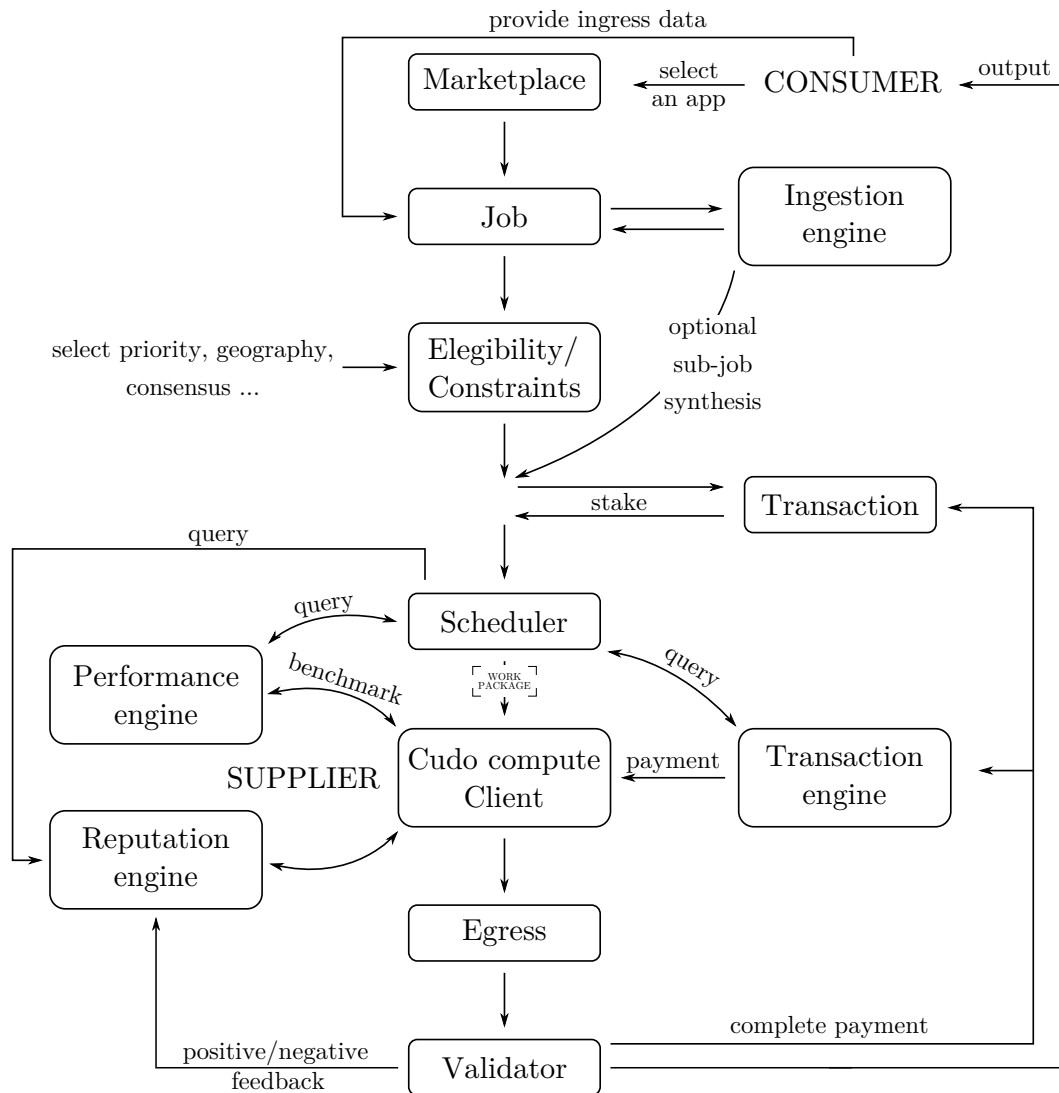 provide ingress data
Marketplace
select
an app
CONSUMER
output
Job
Ingestion
engine
select priority, geography,
consensus ...
Elegibility/
Constraints
optional
sub-job
synthesis
stake
Transaction
query
query
Scheduler
Performance
engine
benchmark
WORK
PACKAGE
query
SUPPLIER
Cudo compute
Client
payment
Transaction
engine
Reputation
engine
Egress
positive/negative
feedback
Validator
complete payment